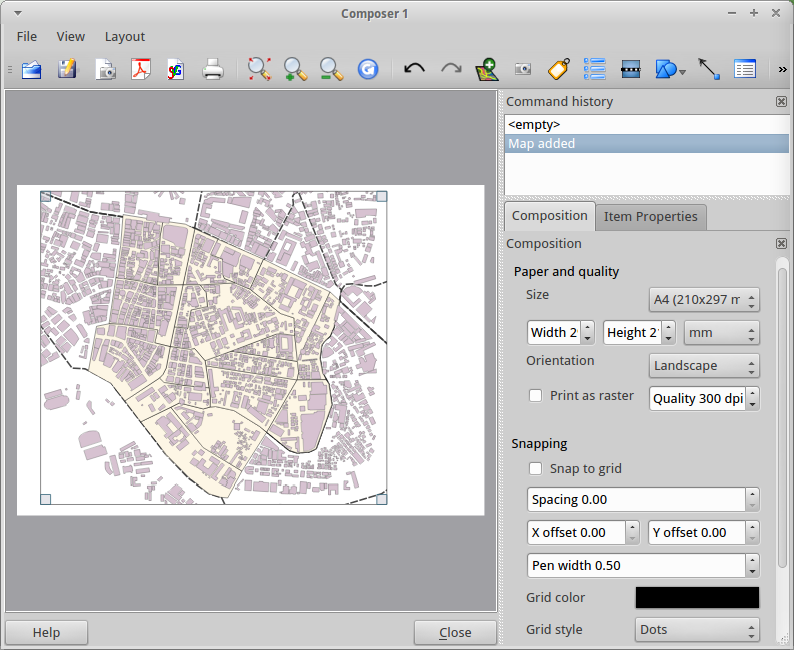 Composer 1
File View Layout
»
Command history
<empty>
Map added
Composition Item Properties
Composition
Paper and quality
Size
A4 (210x297 m
Width 2 Height 2 mm
Orientation
Landscape
Print as raster Quality 300 dpi
Snapping
Snap to grid
Spacing 0.00
X offset 0.00 Y offset 0.00
Pen width 0.50
Grid color
Grid style Dots
Help Close